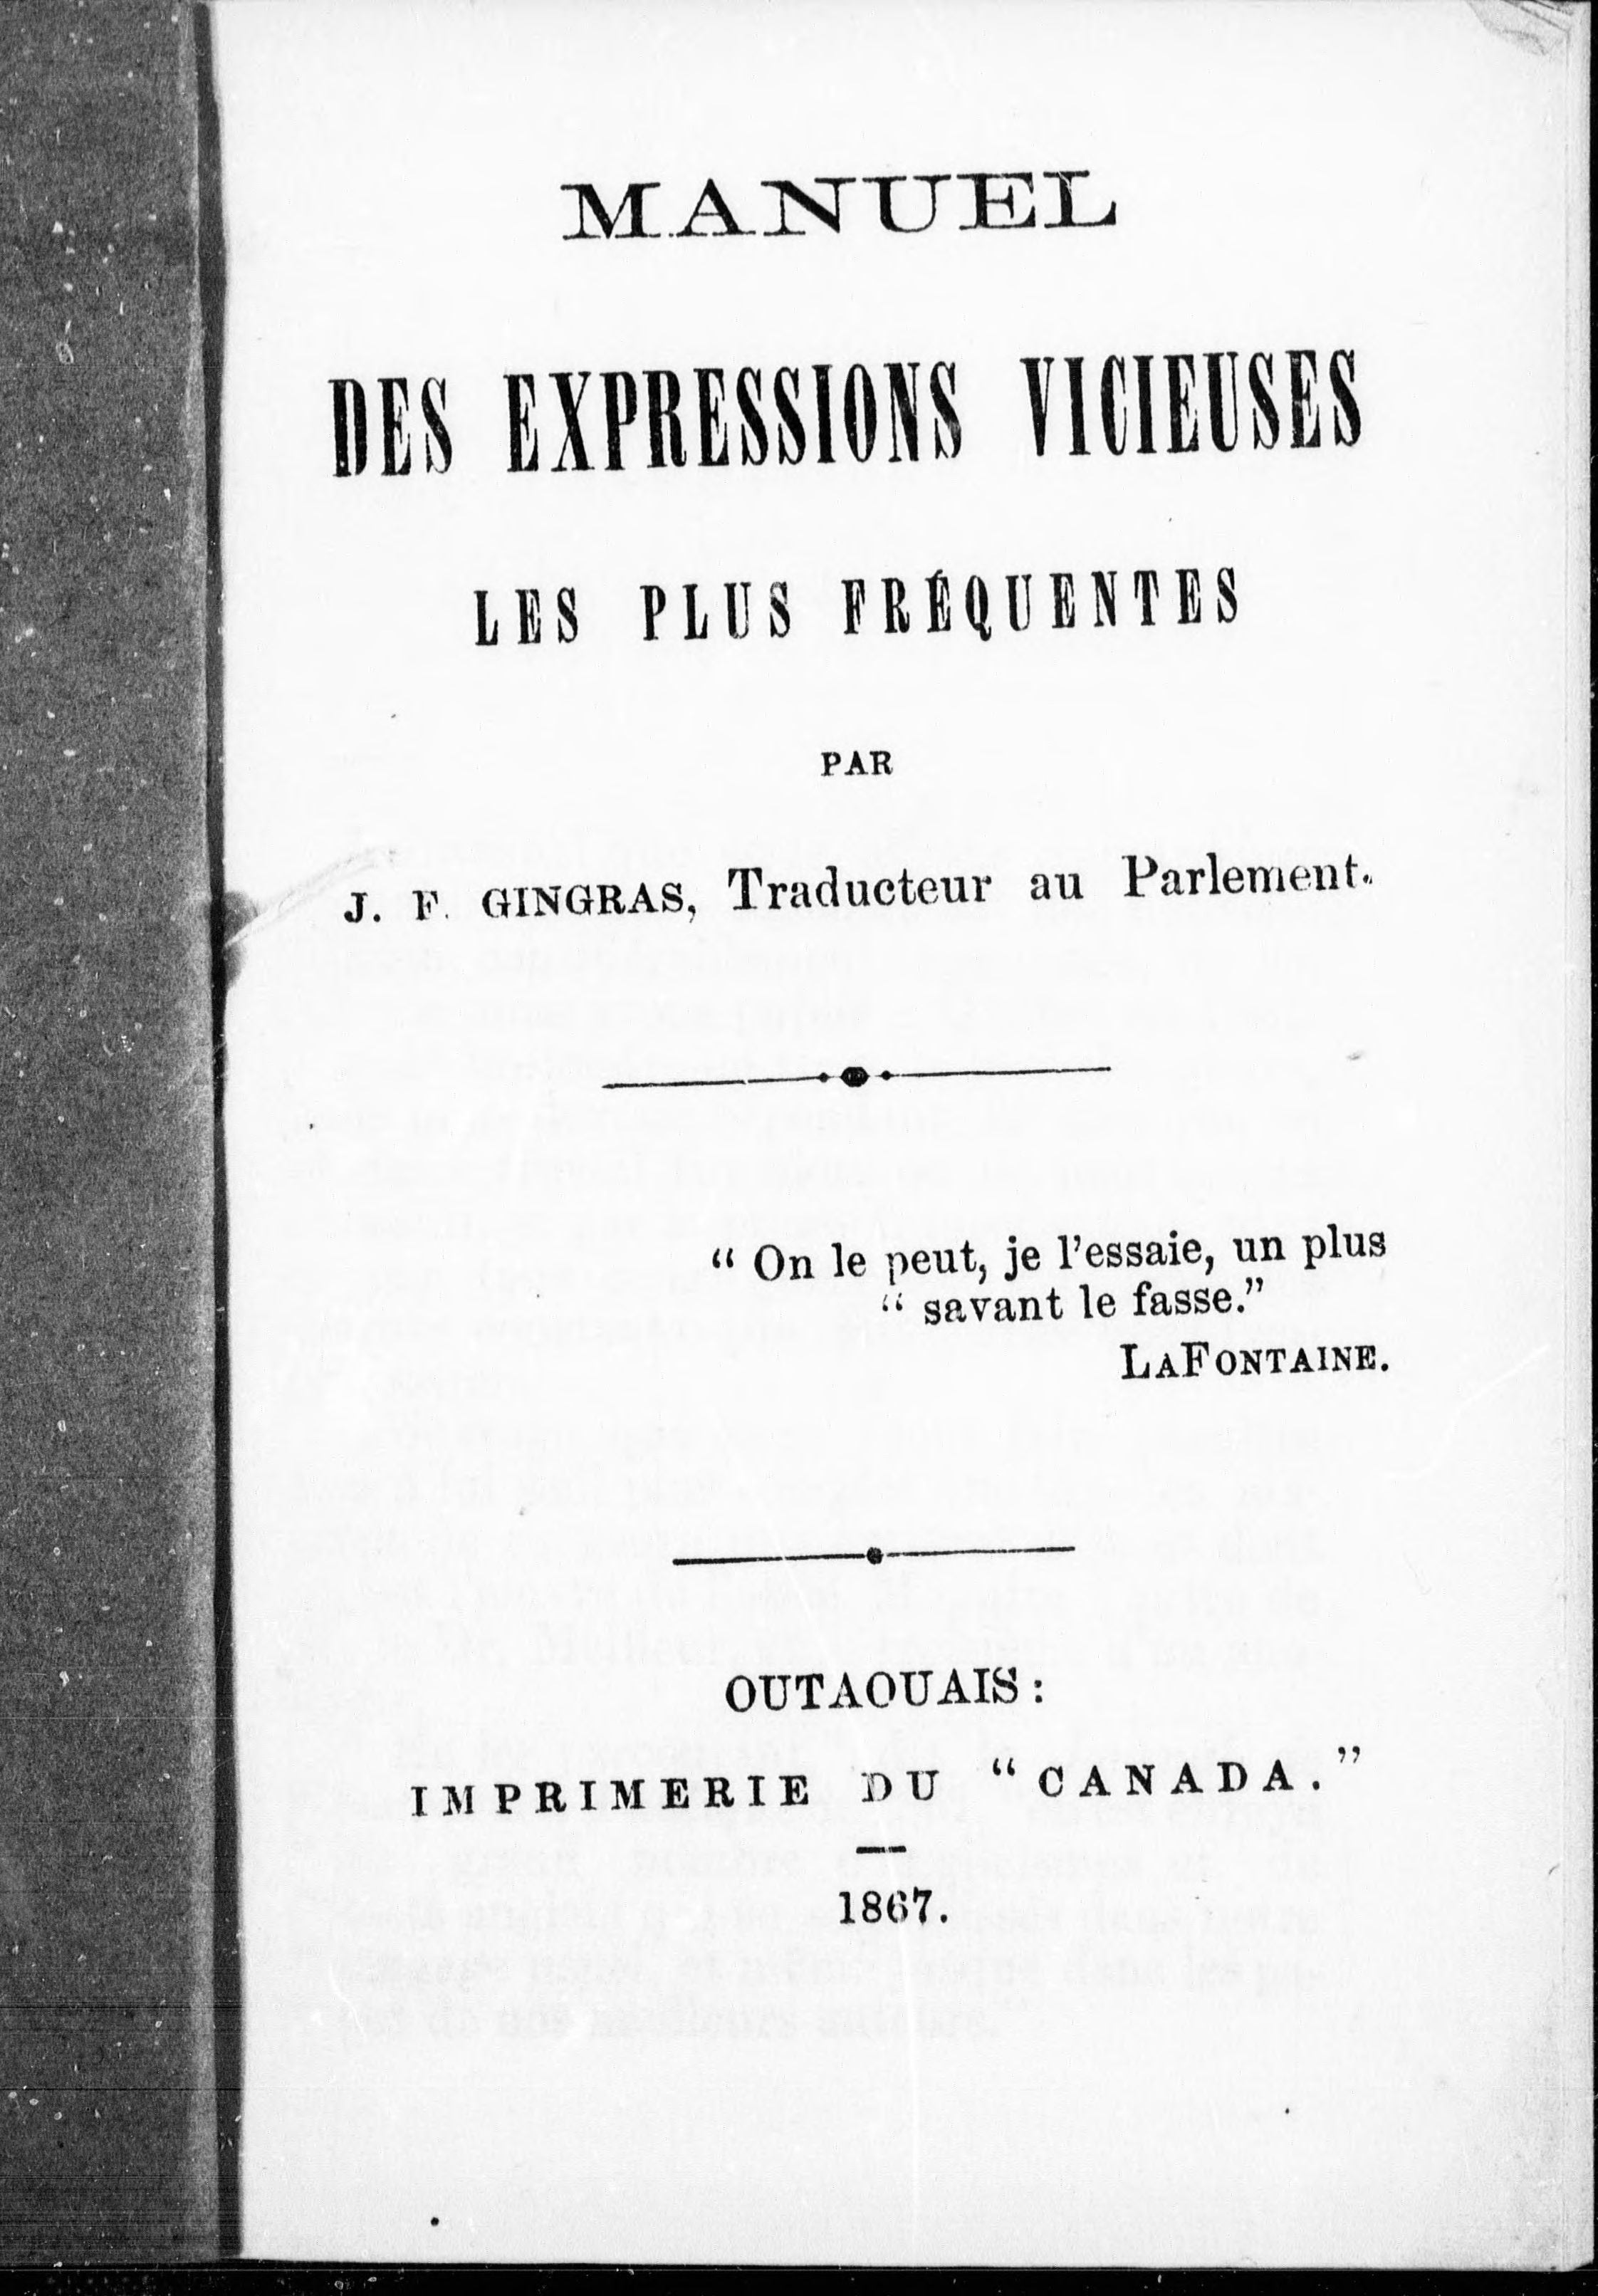 MANUEL
DES EXPRESSIONS VICIEUSES
LES PLUS FRÉQUENTES
PAR
J. F. GINGRAS, Traducteur au Parlement.
“ On le peut, je l’essaie, un plus
“ savant le fasse.”
LAFONTAINE.
OUTAOUAIS :
IMPRIMERIE DU “CANADA.”
1867.